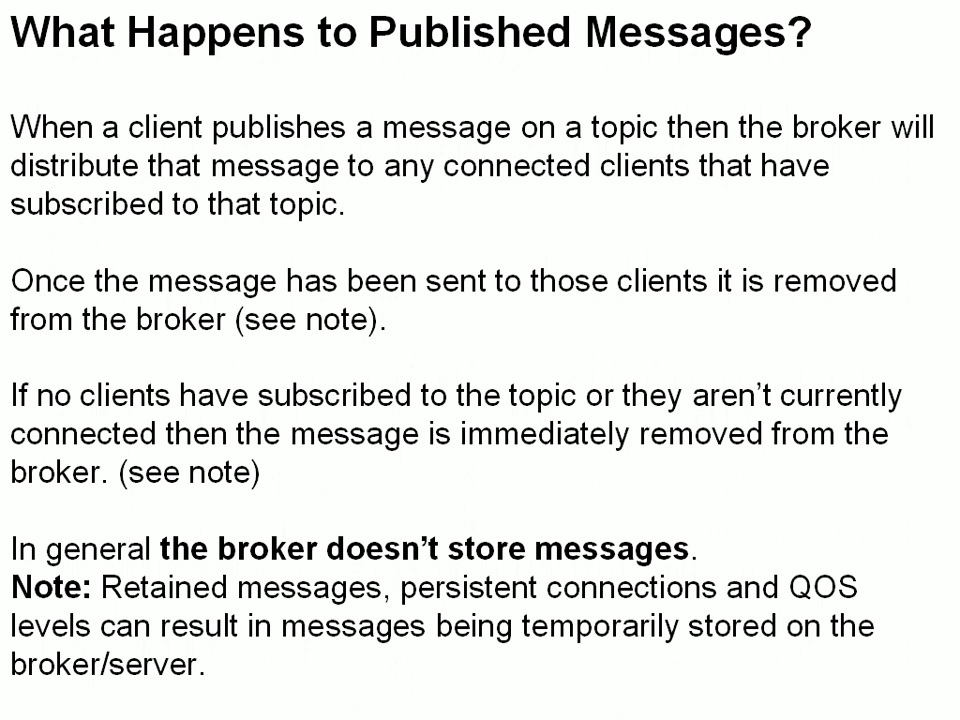 What Happens to Published Messages?
When a client publishes a message on a topic then the broker will
distribute that message to any connected clients that have
subscribed to that topic.
Once the message has been sent to those clients it is removed
from the broker (see note).
If no clients have subscribed to the topic or they aren’t currently
connected then the message is immediately removed from the
broker. (see note)
In general the broker doesn’t store messages.
Note: Retained messages, persistent connections and QOS
levels can result in messages being temporarily stored on the
broker/server.